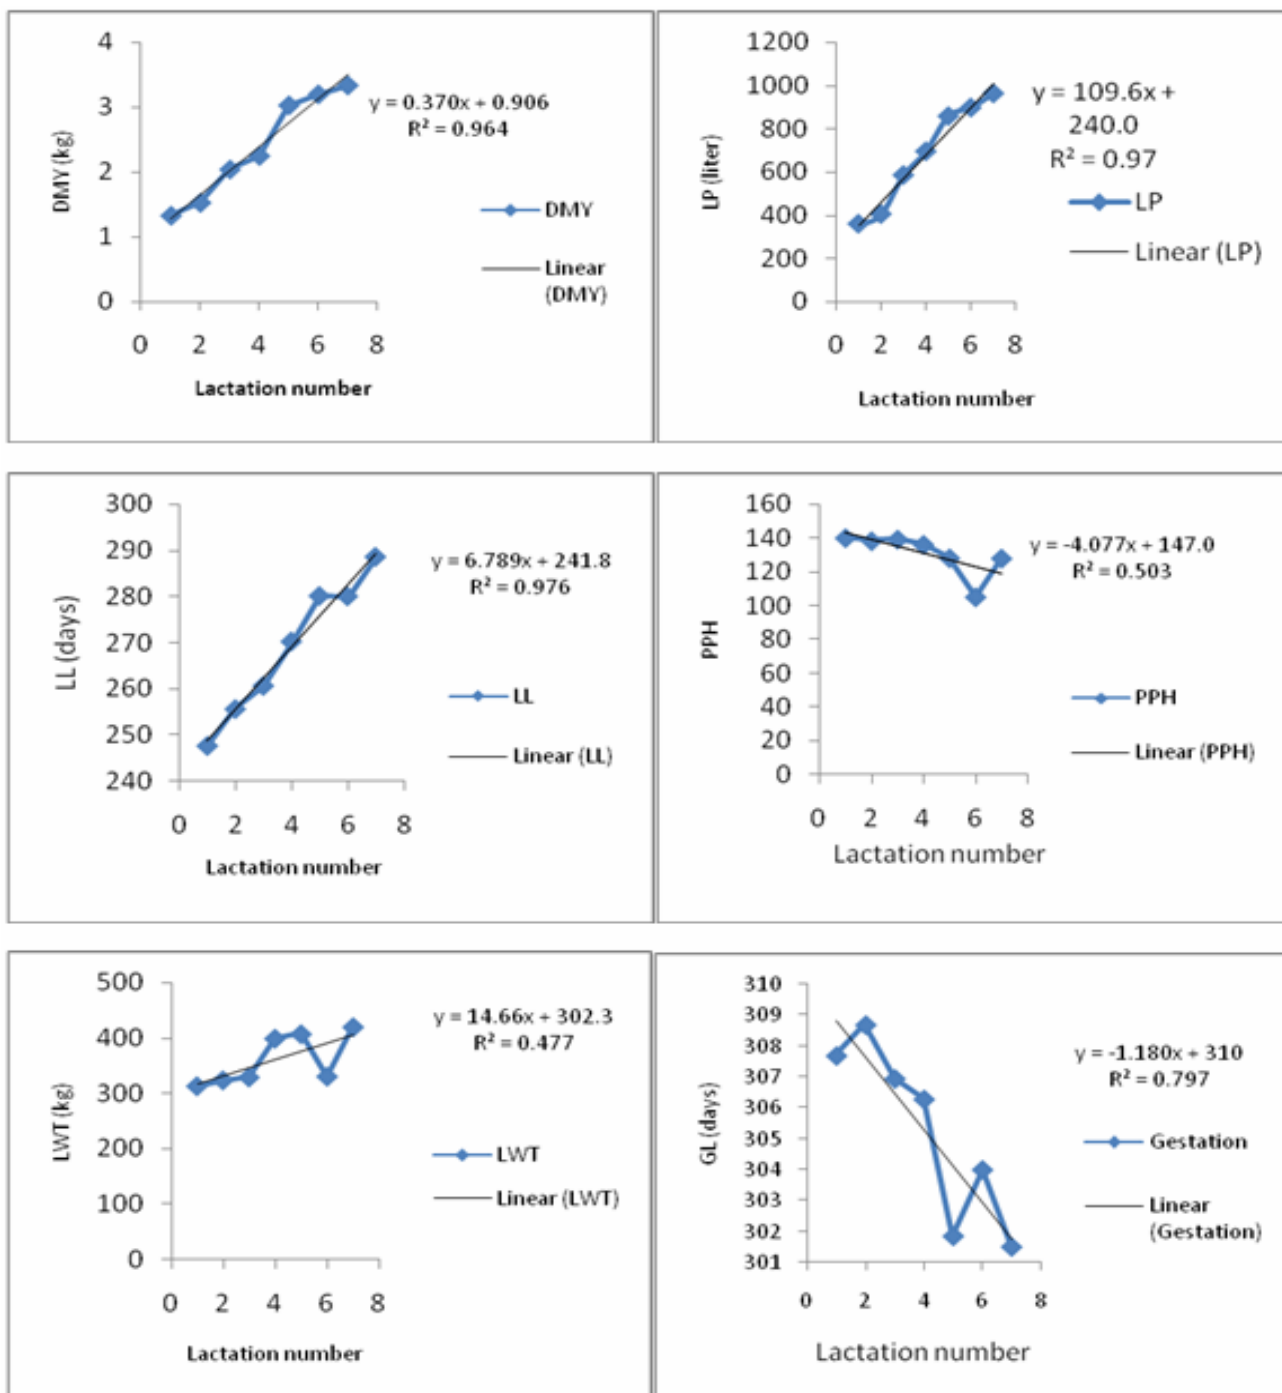 4
3
2
1
0
DMY (kg)
y = 0.370x + 0.906
R² = 0.964
DMY
Linear
(DMY)
0 2 4 6 8
Lactation number
1200
1000
800
600
400
200
0
LP (liter)
y = 109.6x +
240.0
R² = 0.97
LP
Linear (LP)
0 2 4 6 8
Lactation number
300
290
280
270
260
250
240
LL (days)
y = 6.789x + 241.8
R² = 0.976
LL
Linear (LL)
0 2 4 6 8
Lactation number
160
140
120
100
80
60
40
20
0
PPH
y = -4.077x + 147.0
R² = 0.503
PPH
Linear (PPH)
0 2 4 6 8
Lactation number
500
400
300
200
100
0
LWT (kg)
y = 14.66x + 302.3
R² = 0.477
LWT
Linear (LWT)
0 2 4 6 8
Lactation number
310
309
308
307
306
305
304
303
302
301
GL (days)
y = -1.180x + 310
R² = 0.797
Gestation
Linear
(Gestation)
0 2 4 6 8
Lactation number